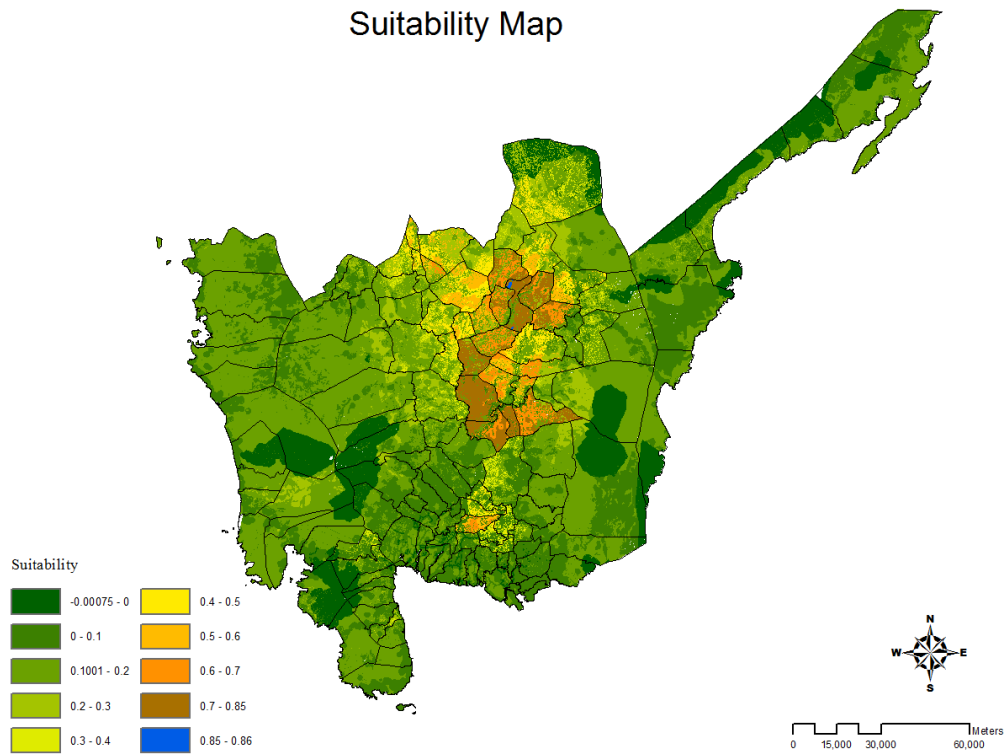 Suitability Map
Suitability
-0.00075 - 0
0 - 0.1
0.1001 - 0.2
0.2 - 0.3
0.3 - 0.4
0.4 - 0.5
0.5 - 0.6
0.6 - 0.7
0.7 - 0.85
0.85 - 0.86
N
W E
S
Meters
0 15,000 30,000 60,000